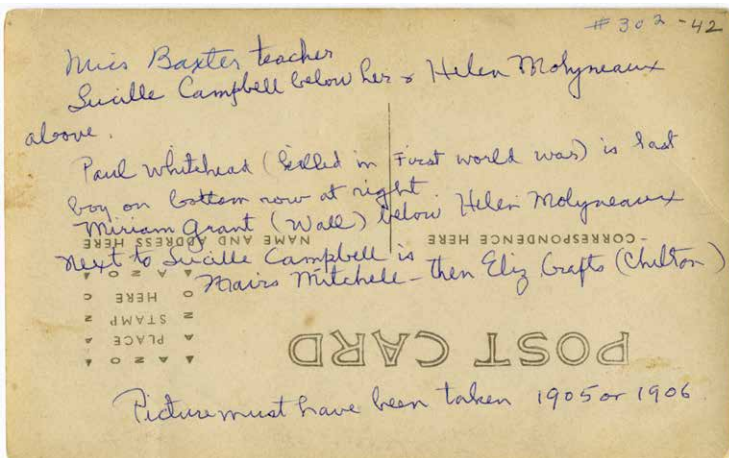 #302-42
Miss Baxter teacher
Lucille Campbell below her & Helen Molyneaux
above.
Paul Whitehead (killed in First world war) is last
boy on bottom row at right
Miriam Grant (Wall) below Helen Molyneaux
NAME AND ADDRESS HERE
CORRESPONDENCE HERE
next to Lucille Campbell is
Mitchell - then Eliz Crafts (Chilton)
AZO
PLACE
STAMP
HERE
AZO
POST CARD
Picture must have been taken 1905 or 1906